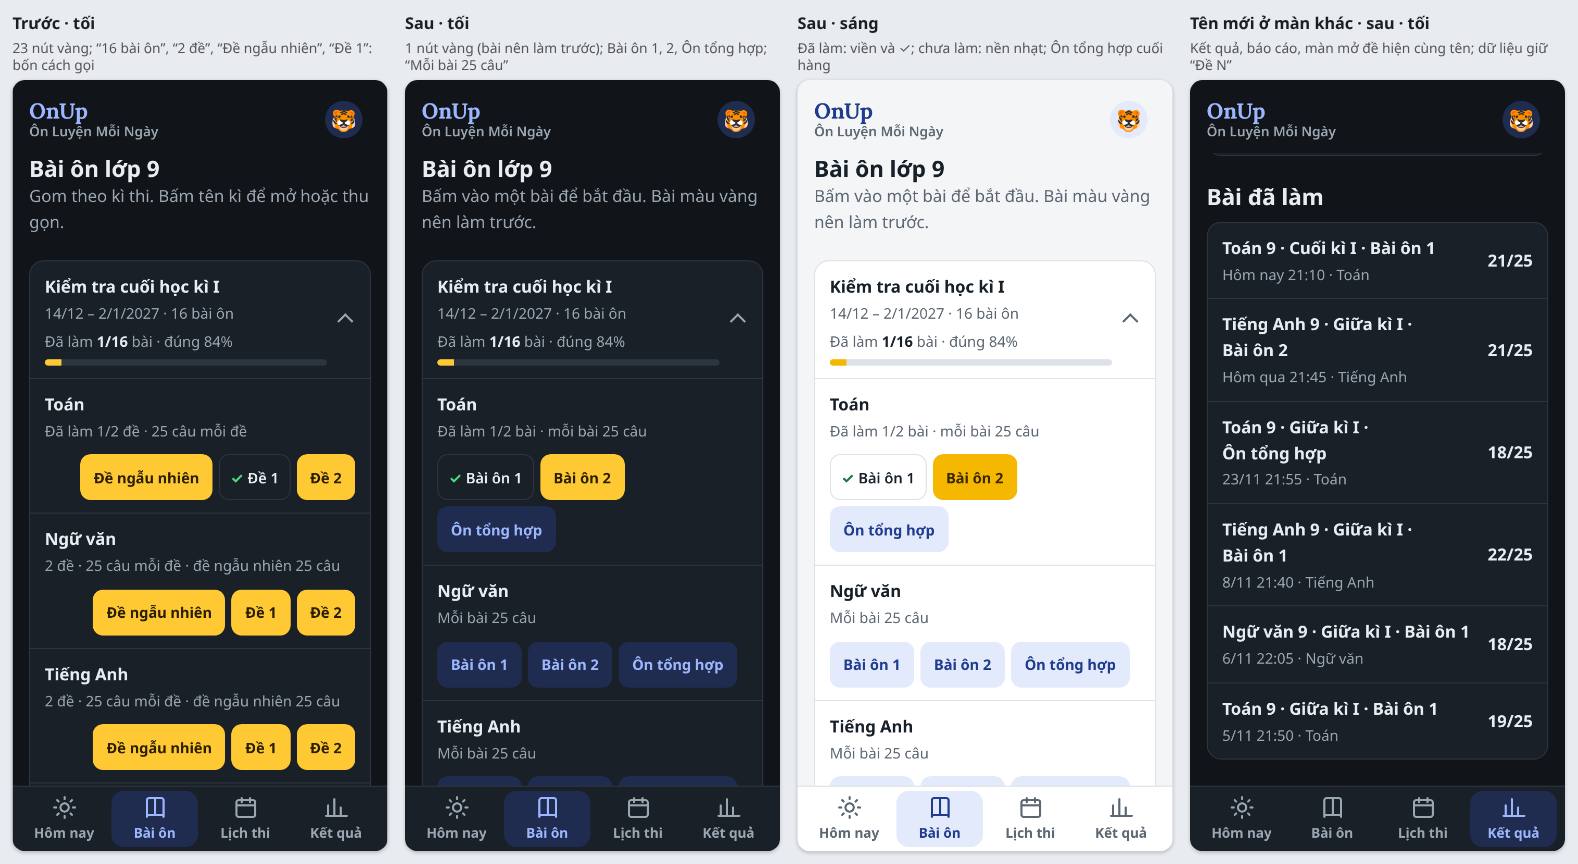 Trước · tối
23 nút vàng; “16 bài ôn”, “2 đề”, “Đề ngẫu nhiên”, “Đề 1”:
bốn cách gọi
OnUp
Ôn Luyện Mỗi Ngày
Bài ôn lớp 9
Gom theo kì thi. Bấm tên kì để mở hoặc thu
gọn.
Kiểm tra cuối học kì I
14/12 – 2/1/2027 · 16 bài ôn
Đã làm 1/16 bài · đúng 84%
Toán
Đã làm 1/2 đề · 25 câu mỗi đề
Đề ngẫu nhiên
✓ Đề 1
Đề 2
Ngữ văn
2 đề · 25 câu mỗi đề · đề ngẫu nhiên 25 câu
Đề ngẫu nhiên
Đề 1
Đề 2
Tiếng Anh
2 đề · 25 câu mỗi đề · đề ngẫu nhiên 25 câu
Đề ngẫu nhiên
Đề 1
Đề 2
Hôm nay
Bài ôn
Lịch thi
Kết quả
Sau · tối
1 nút vàng (bài nên làm trước); Bài ôn 1, 2, Ôn tổng hợp;
“Mỗi bài 25 câu”
OnUp
Ôn Luyện Mỗi Ngày
Bài ôn lớp 9
Bấm vào một bài để bắt đầu. Bài màu vàng
nên làm trước.
Kiểm tra cuối học kì I
14/12 – 2/1/2027 · 16 bài ôn
Đã làm 1/16 bài · đúng 84%
Toán
Đã làm 1/2 bài · mỗi bài 25 câu
✓ Bài ôn 1
Bài ôn 2
Ôn tổng hợp
Ngữ văn
Mỗi bài 25 câu
Bài ôn 1
Bài ôn 2
Ôn tổng hợp
Tiếng Anh
Mỗi bài 25 câu
Hôm nay
Bài ôn
Lịch thi
Kết quả
Sau · sáng
Đã làm: viền và ✓; chưa làm: nền nhạt; Ôn tổng hợp cuối
hàng
OnUp
Ôn Luyện Mỗi Ngày
Bài ôn lớp 9
Bấm vào một bài để bắt đầu. Bài màu vàng
nên làm trước.
Kiểm tra cuối học kì I
14/12 – 2/1/2027 · 16 bài ôn
Đã làm 1/16 bài · đúng 84%
Toán
Đã làm 1/2 bài · mỗi bài 25 câu
✓ Bài ôn 1
Bài ôn 2
Ôn tổng hợp
Ngữ văn
Mỗi bài 25 câu
Bài ôn 1
Bài ôn 2
Ôn tổng hợp
Tiếng Anh
Mỗi bài 25 câu
Hôm nay
Bài ôn
Lịch thi
Kết quả
Tên mới ở màn khác · sau · tối
Kết quả, báo cáo, màn mở đề hiện cùng tên; dữ liệu giữ
“Đề N”
OnUp
Ôn Luyện Mỗi Ngày
Bài đã làm
Toán 9 · Cuối kì I · Bài ôn 1
Hôm nay 21:10 · Toán
21/25
Tiếng Anh 9 · Giữa kì I ·
Bài ôn 2
Hôm qua 21:45 · Tiếng Anh
21/25
Toán 9 · Giữa kì I ·
Ôn tổng hợp
23/11 21:55 · Toán
18/25
Tiếng Anh 9 · Giữa kì I ·
Bài ôn 1
8/11 21:40 · Tiếng Anh
22/25
Ngữ văn 9 · Giữa kì I · Bài ôn 1
6/11 22:05 · Ngữ văn
18/25
Toán 9 · Giữa kì I · Bài ôn 1
5/11 21:50 · Toán
19/25
Hôm nay
Bài ôn
Lịch thi
Kết quả